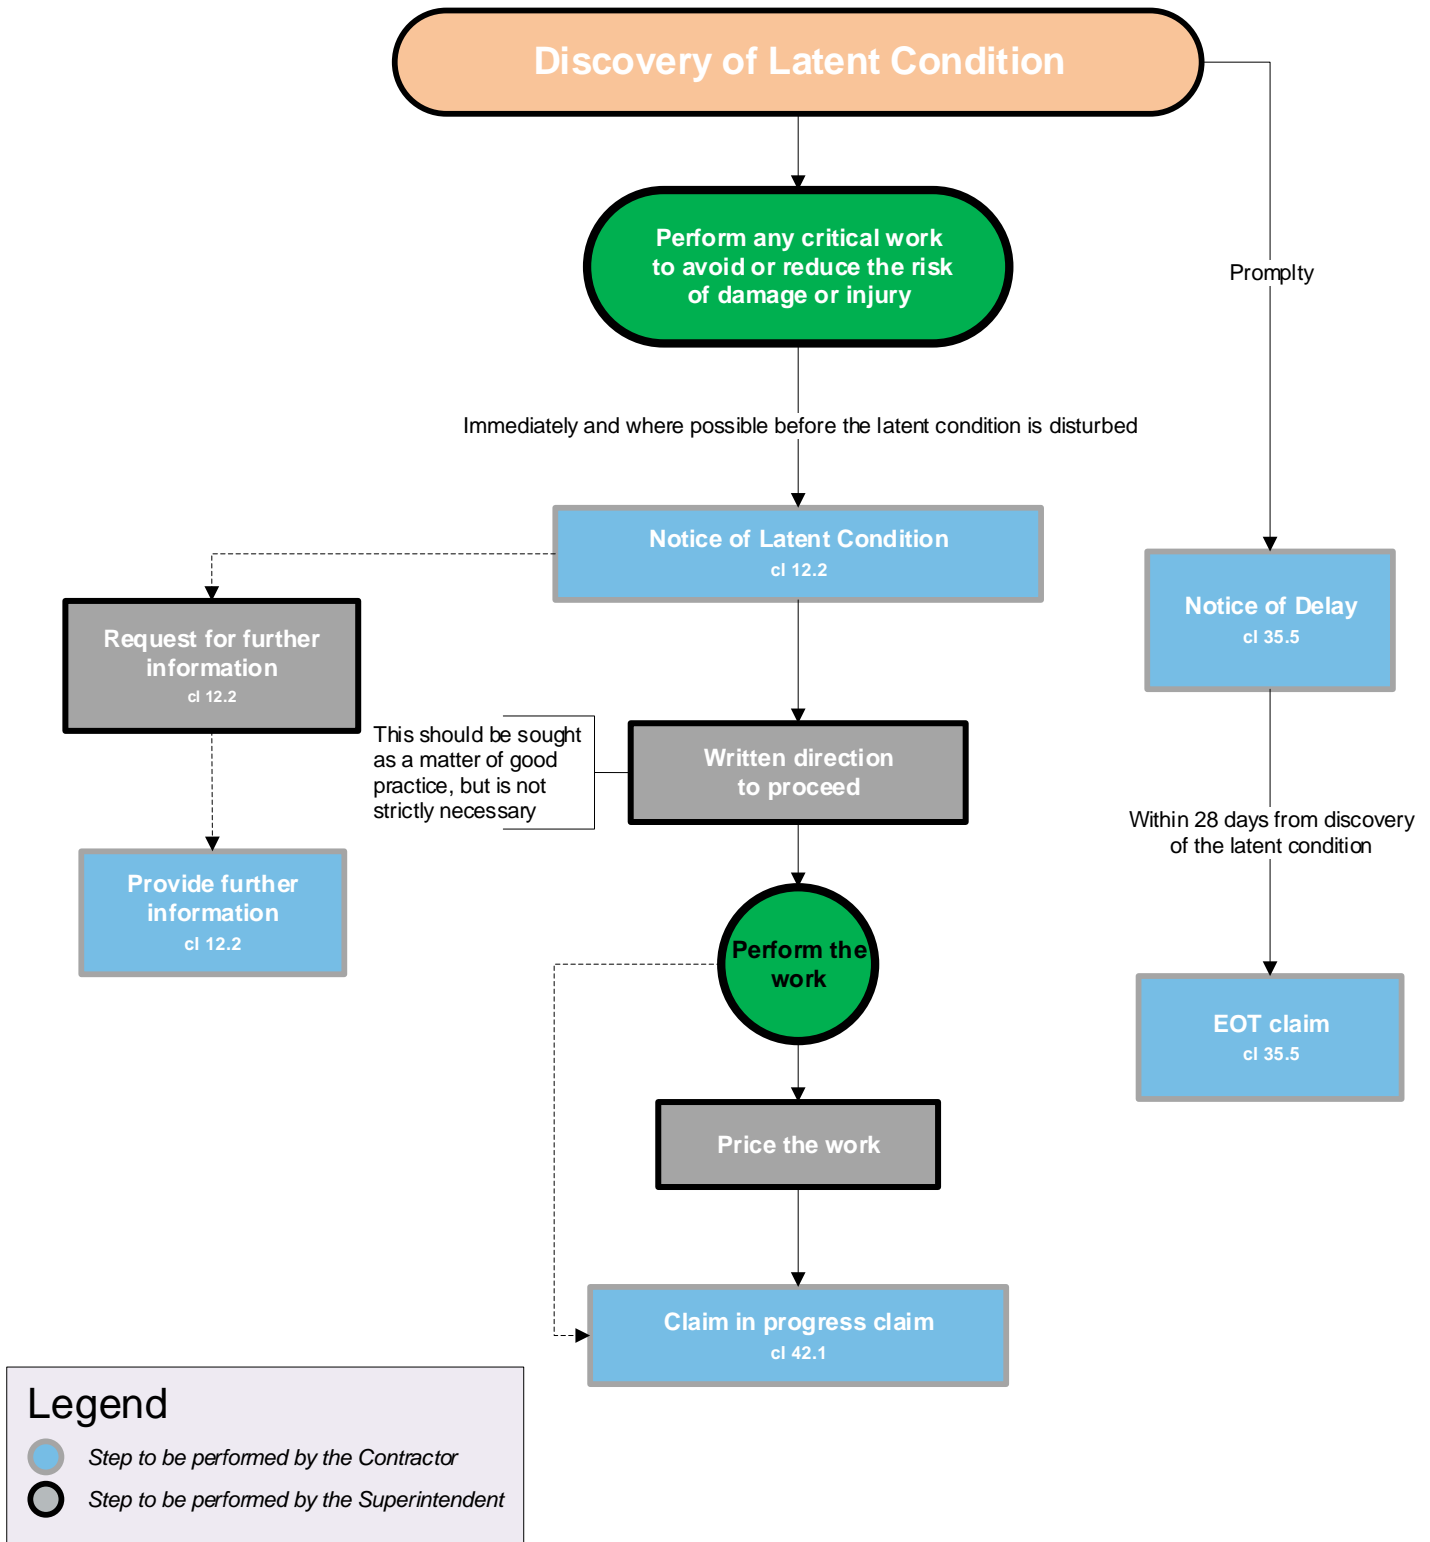 Discovery of Latent Condition
Perform any critical work
to avoid or reduce the risk
of damage or injury
Promplty
Immediately and where possible before the latent condition is disturbed
Notice of Latent Condition
cl 12.2
Notice of Delay
cl 35.5
Request for further
information
cl 12.2
This should be sought
as a matter of good
practice, but is not
strictly necessary
Written direction
to proceed
Within 28 days from discovery
of the latent condition
Provide further
information
cl 12.2
Perform the
work
EOT claim
cl 35.5
Price the work
Claim in progress claim
cl 42.1
Legend
Step to be performed by the Contractor
Step to be performed by the Superintendent